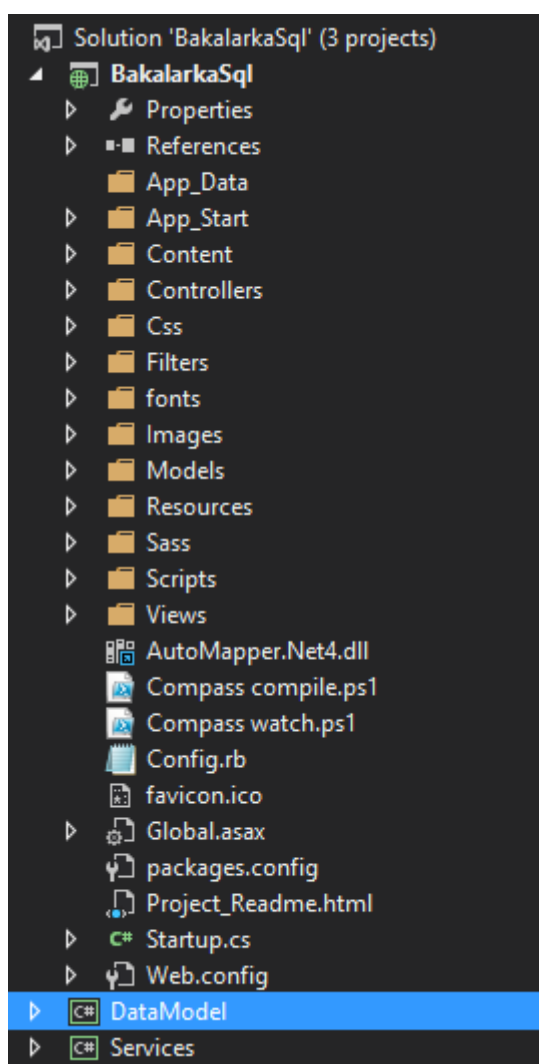 Solution 'BakalarkaSql' (3 projects)
BakalarkaSql
Properties
References
App_Data
App_Start
Content
Controllers
Css
Filters
fonts
Images
Models
Resources
Sass
Scripts
Views
AutoMapper.Net4.dll
Compass compile.ps1
Compass watch.ps1
Config.rb
favicon.ico
Global.asax
packages.config
Project_Readme.html
C# Startup.cs
Web.config
C# DataModel
C# Services